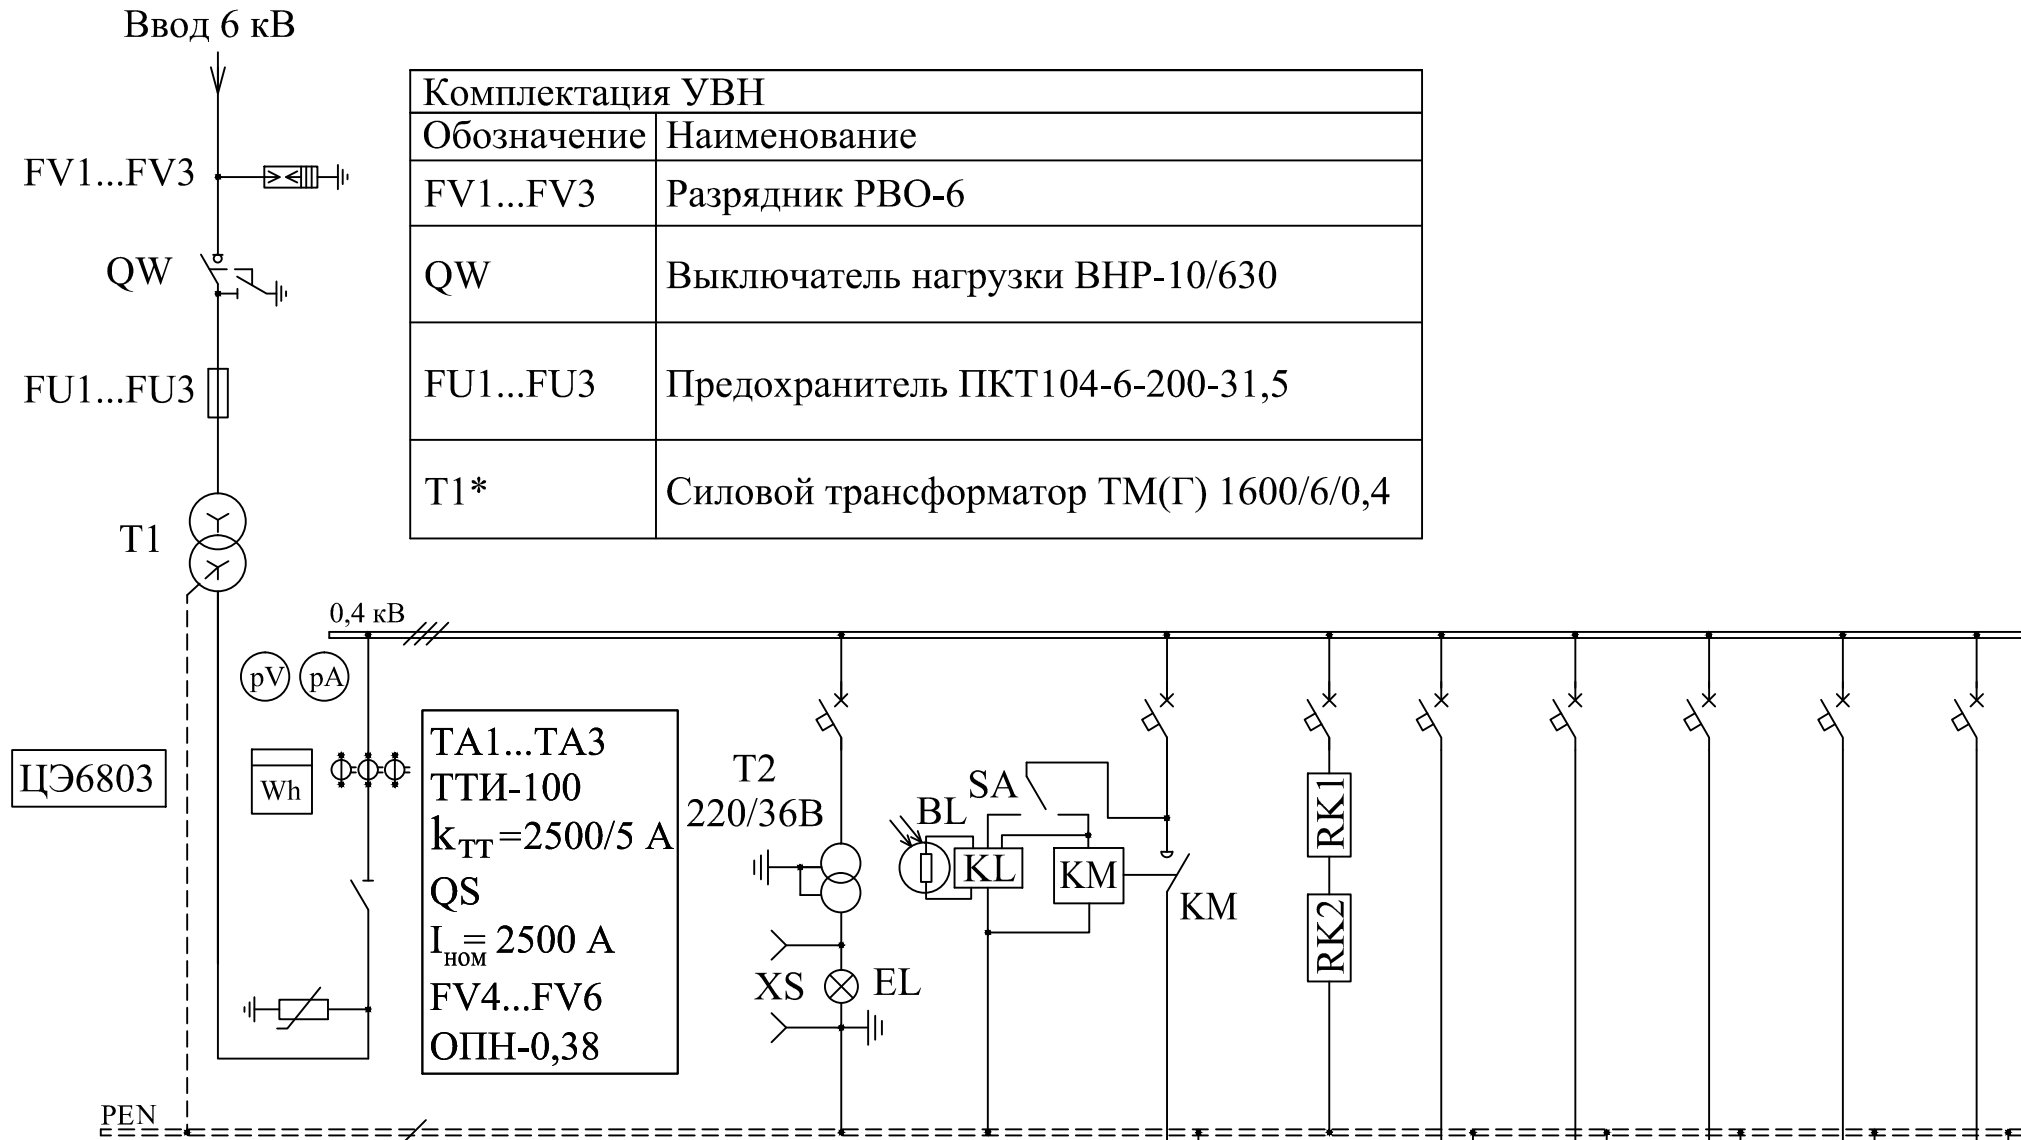 Ввод 6 кВ
Комплектация УВН
Обозначение Наименование
FV1...FV3
FV1...FV3 Разрядник РВО-6
QW
QW Выключатель нагрузки ВНР-10/630
FU1...FU3
FU1...FU3 Предохранитель ПКТ104-6-200-31,5
T1
T1* Силовой трансформатор ТМ(Г) 1600/6/0,4
0,4 кВ
pV pA
ЦЭ6803
Wh
TA1...TA3
ТТИ-100
kТТ=2500/5 А
QS
Iном= 2500 А
FV4...FV6
ОПН-0,38
T2
220/36В
XS
EL
BL
SA
KL
KM
KM
RK1
RK2
PEN